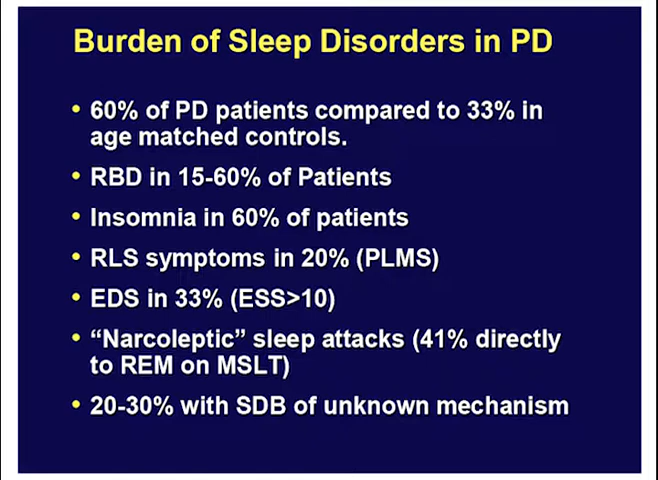 Burden of Sleep Disorders in PD
• 60% of PD patients compared to 33% in
age matched controls.
• RBD in 15-60% of Patients
• Insomnia in 60% of patients
• RLS symptoms in 20% (PLMS)
• EDS in 33% (ESS>10)
• “Narcoleptic” sleep attacks (41% directly
to REM on MSLT)
• 20-30% with SDB of unknown mechanism